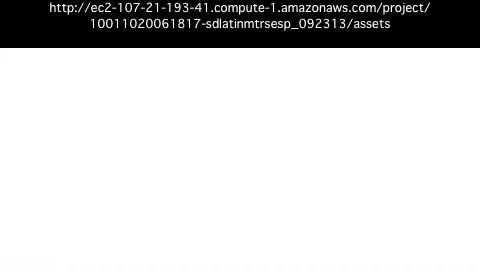 http://ec2-107-21-193-41.compute-1.amazonaws.com/project/
10011020061817-sdlatinmtrsesp_092313/assets